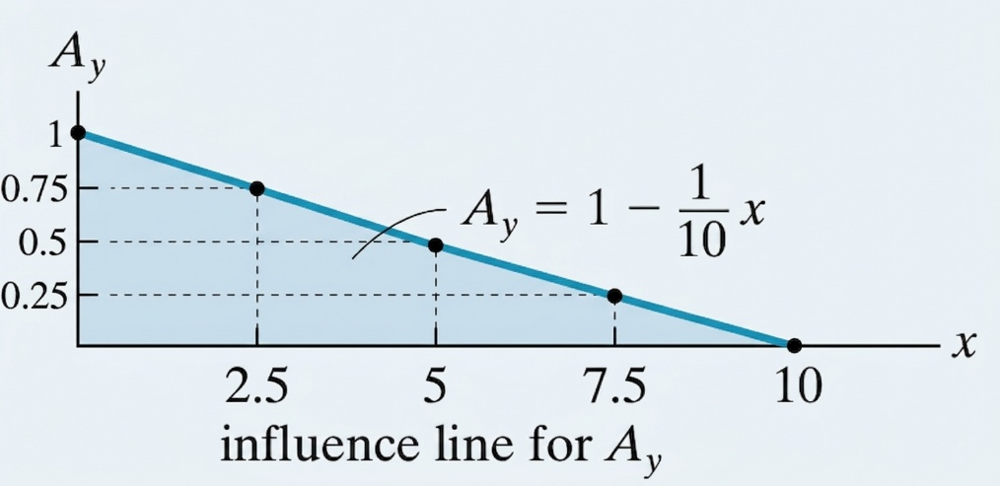 A_y
1
0.75
A_y = 1 − \frac{1}{10} x
0.5
0.25
x
2.5 5 7.5 10
influence line for A_y